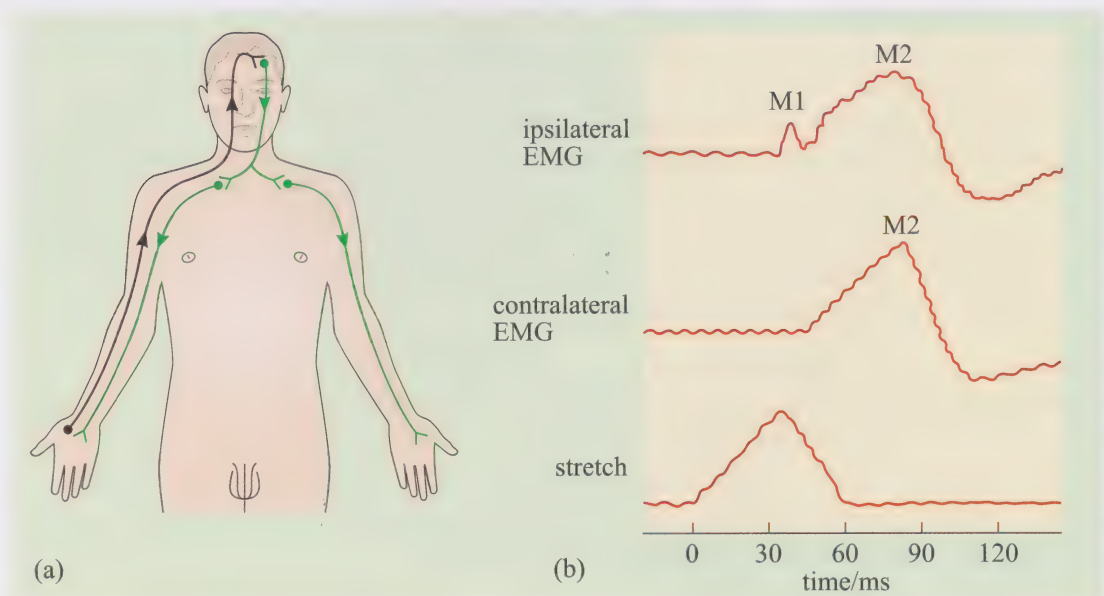 (a)
(b)
ipsilateral
EMG
M1
M2
contralateral
EMG
M2
stretch
0 30 60 90 120
time/ms